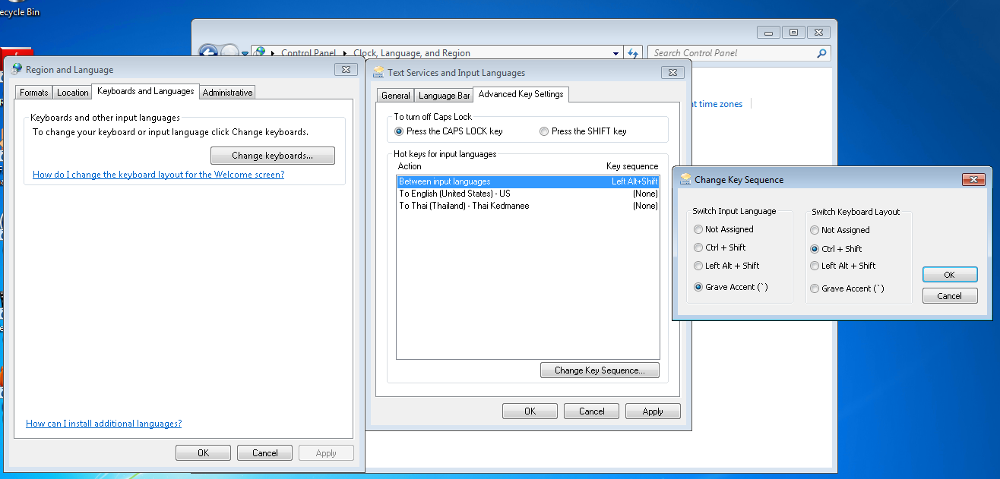 ecycle Bin
Control Panel
Clock, Language, and Region
Search Control Panel
t time zones
Region and Language
Formats
Location
Keyboards and Languages
Administrative
Keyboards and other input languages
To change your keyboard or input language click Change keyboards.
Change keyboards...
How do I change the keyboard layout for the Welcome screen?
How can I install additional languages?
OK
Cancel
Apply
Text Services and Input Languages
General
Language Bar
Advanced Key Settings
To turn off Caps Lock
Press the CAPS LOCK key
Press the SHIFT key
Hot keys for input languages
Action Key sequence
Between input languages Left Alt+Shift
To English (United States) - US (None)
To Thai (Thailand) - Thai Kedmanee (None)
Change Key Sequence...
OK
Cancel
Apply
Change Key Sequence
Switch Input Language
Not Assigned
Ctrl + Shift
Left Alt + Shift
Grave Accent (`)
Switch Keyboard Layout
Not Assigned
Ctrl + Shift
Left Alt + Shift
Grave Accent (`)
OK
Cancel